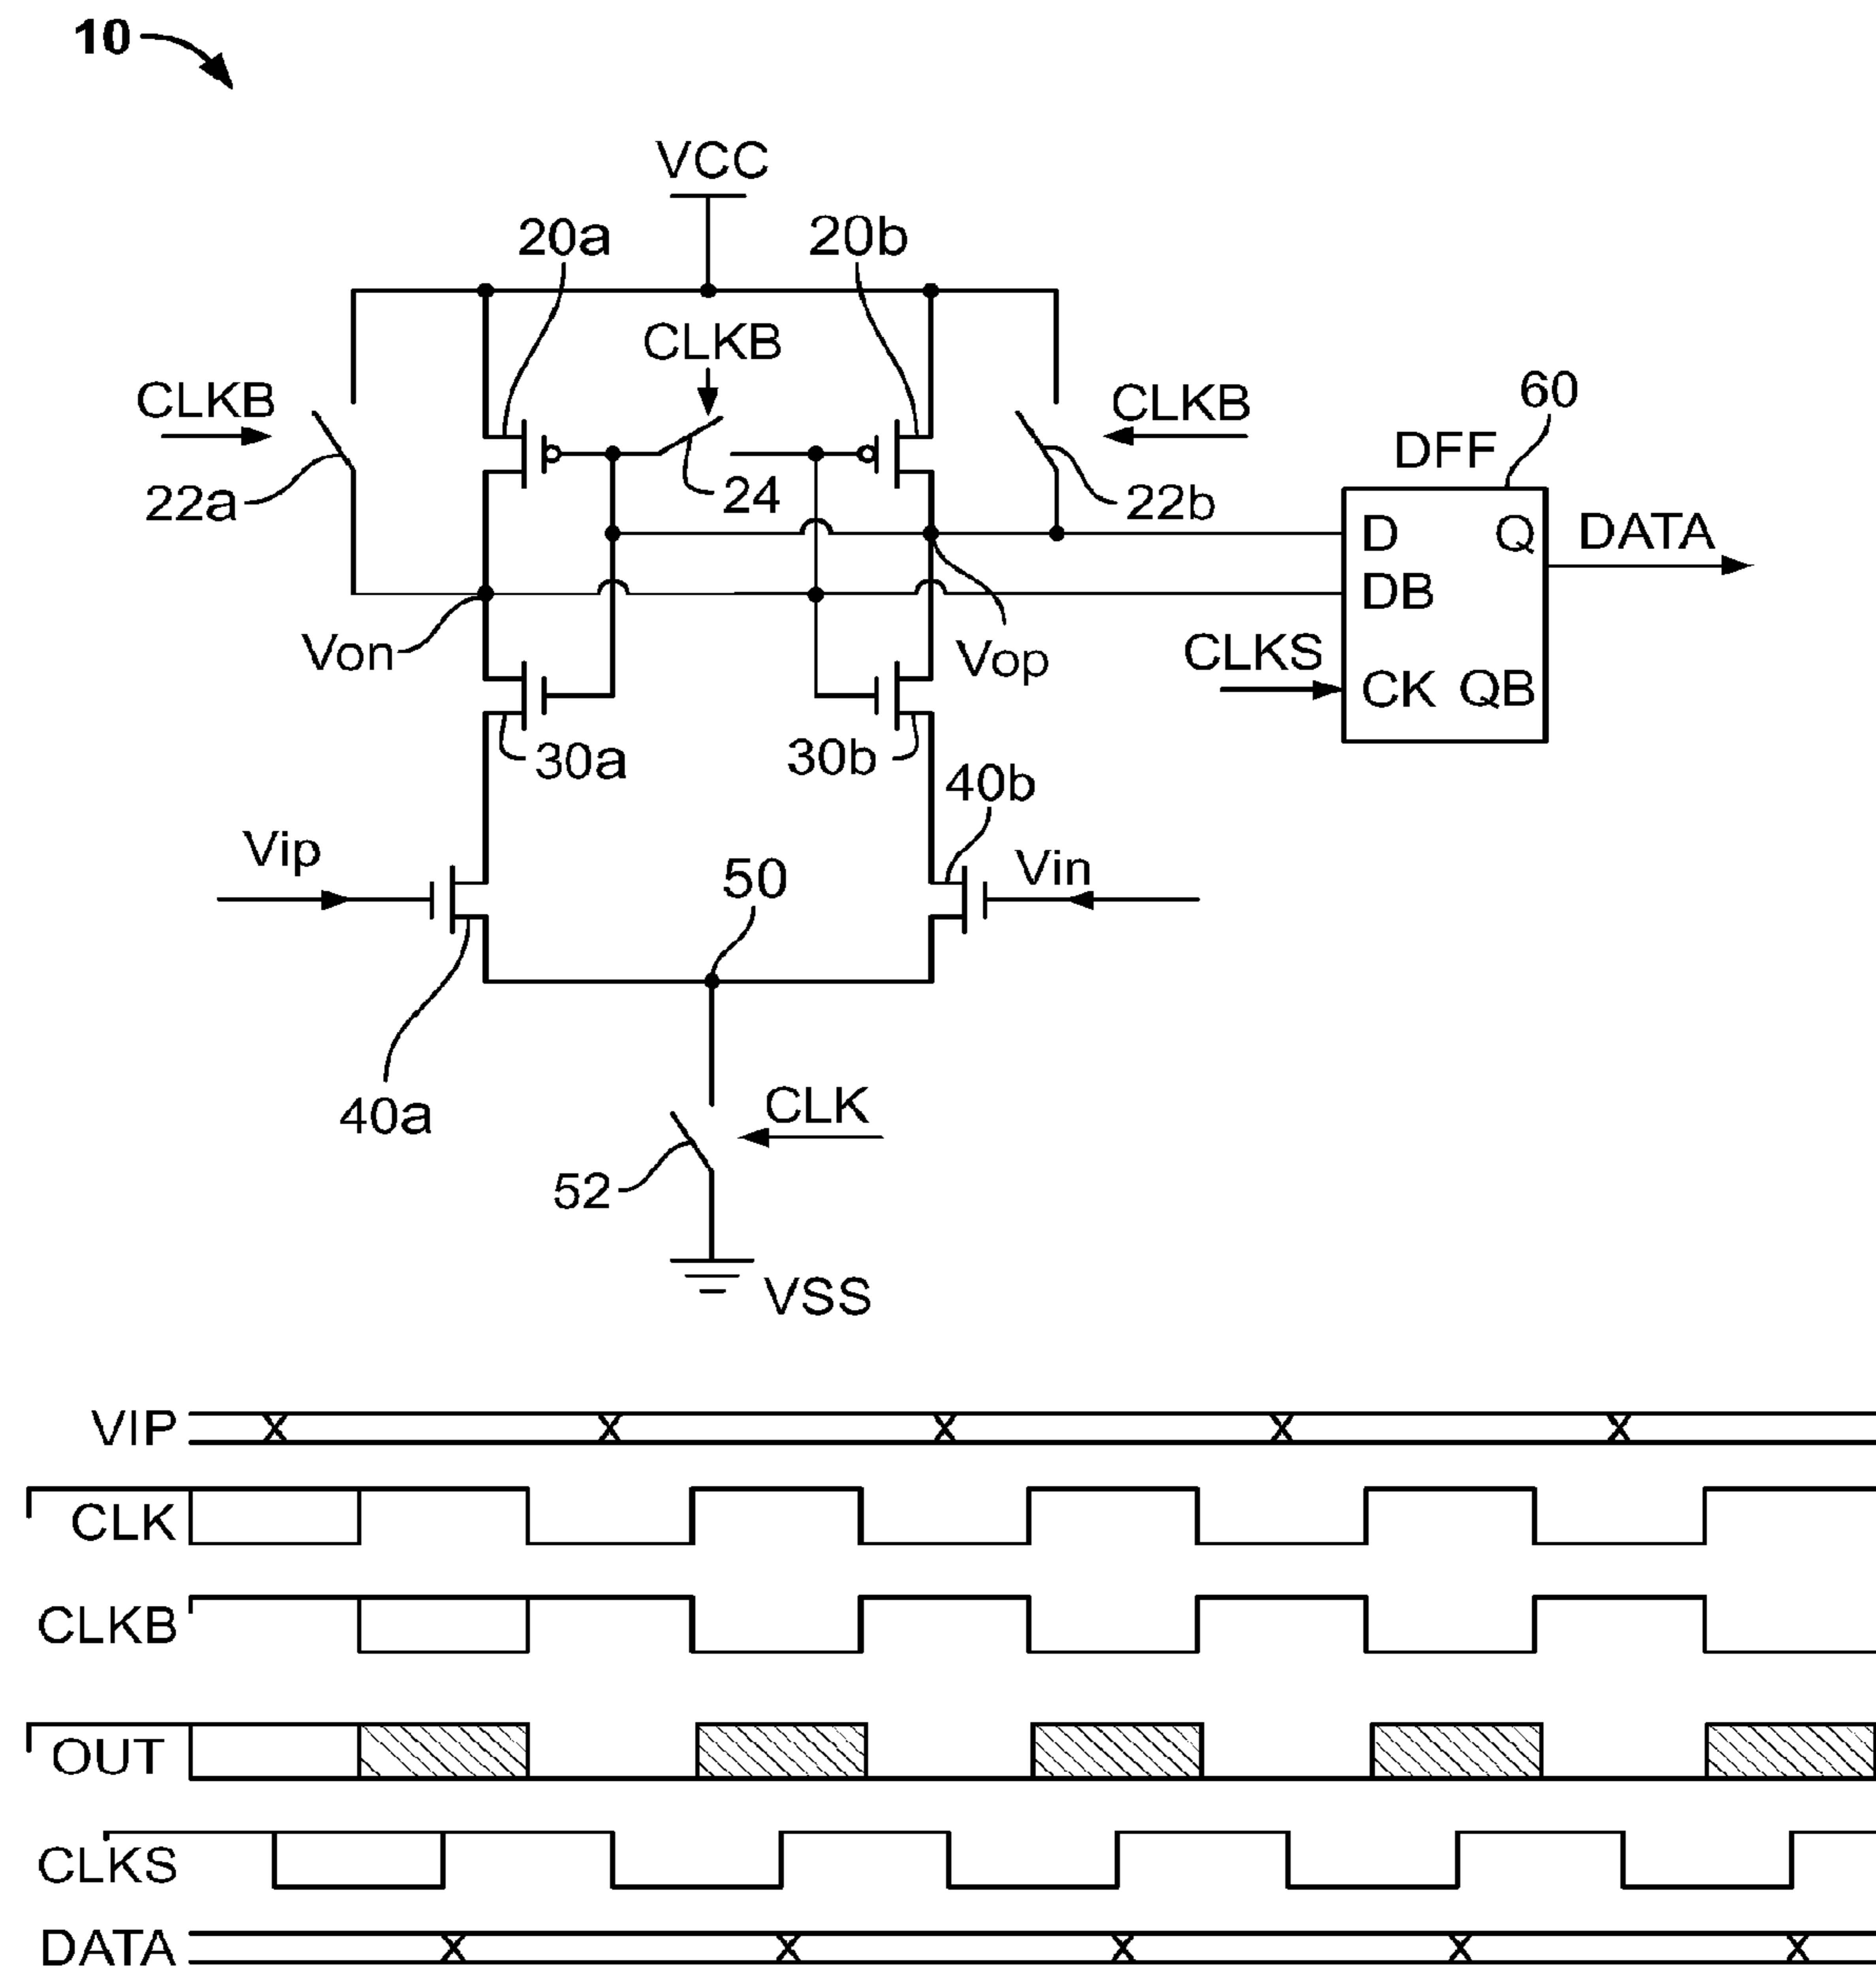 10
VCC
20a
20b
CLKB
CLKB
CLKB
60
DFF
22a
24
22b
D
Q
DATA
DB
Von
Vop
CLKS
CK
QB
30a
30b
40b
Vip
50
Vin
40a
CLK
52
VSS
VIP
CLK
CLKB
OUT
CLKS
DATA